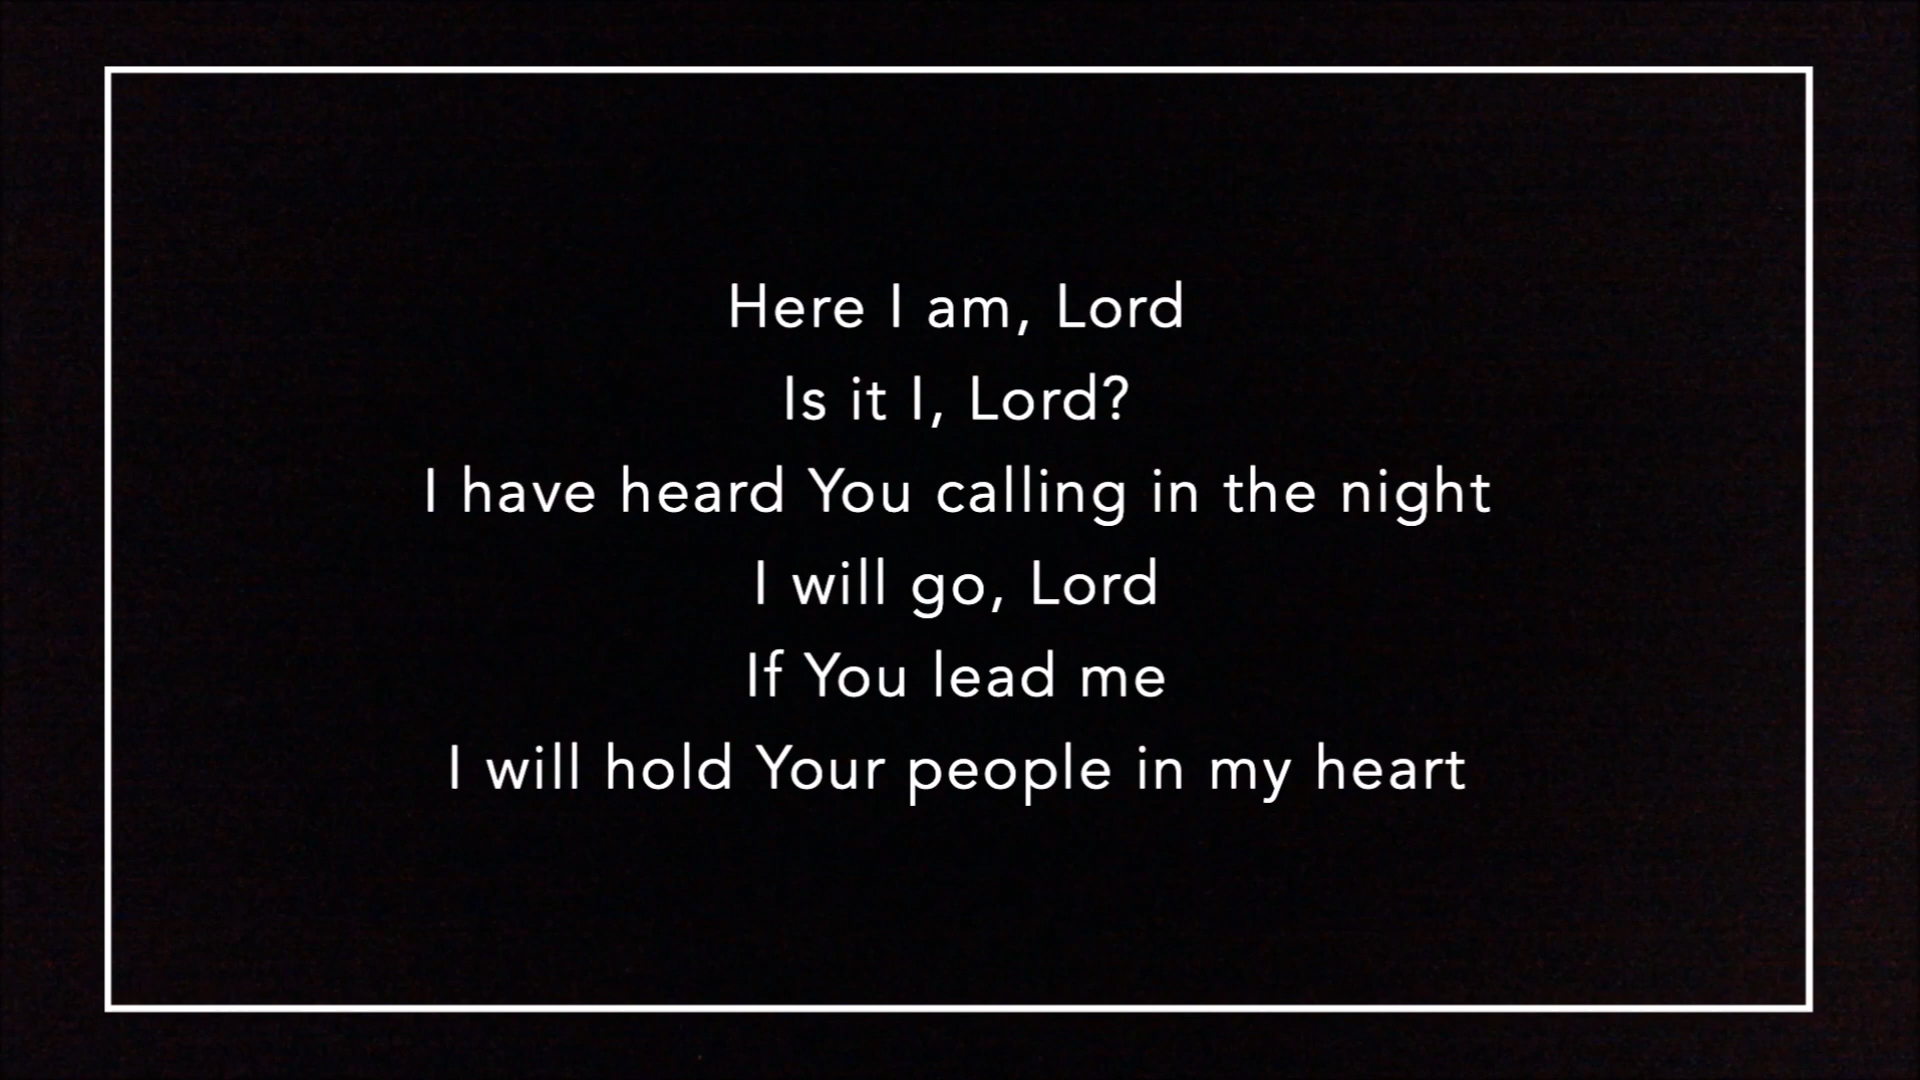 Here I am, Lord
Is it I, Lord?
I have heard You calling in the night
I will go, Lord
If You lead me
I will hold Your people in my heart